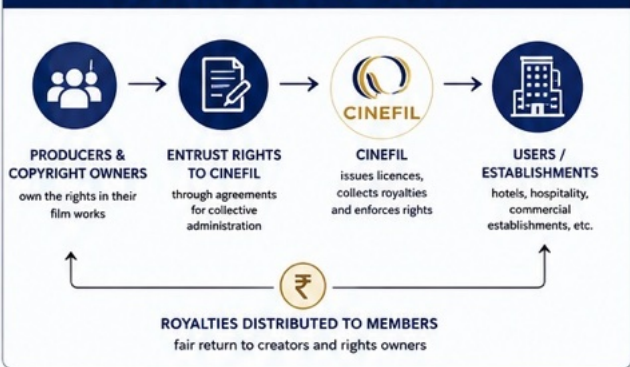 CINEFIL
PRODUCERS &
COPYRIGHT OWNERS
own the rights in their
film works
ENTRUST RIGHTS
TO CINEFIL
through agreements
for collective
administration
CINEFIL
issues licences,
collects royalties
and enforces rights
USERS /
ESTABLISHMENTS
hotels, hospitality,
commercial
establishments, etc.
₹
ROYALTIES DISTRIBUTED TO MEMBERS
fair return to creators and rights owners